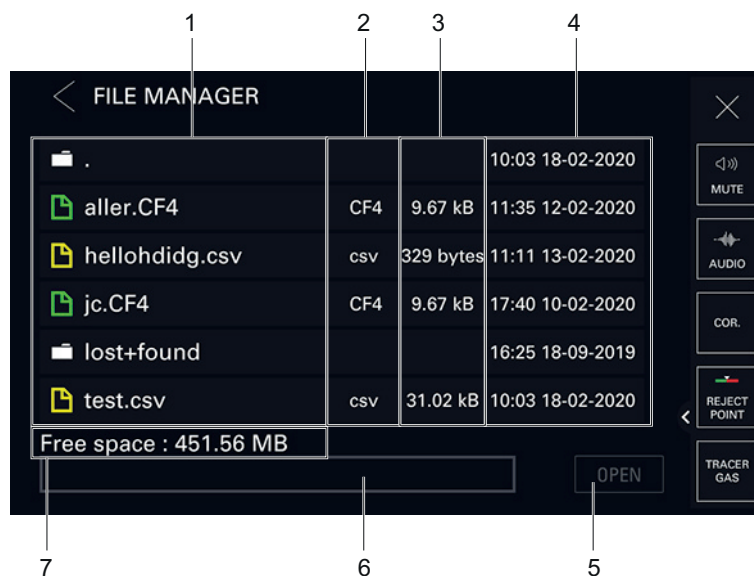 1 2 3 4
FILE MANAGER
. 10:03 18-02-2020
aller.CF4 CF4 9.67 kB 11:35 12-02-2020
hellohdidg.csv csv 329 bytes 11:11 13-02-2020
jc.CF4 CF4 9.67 kB 17:40 10-02-2020
lost+found 16:25 18-09-2019
test.csv csv 31.02 kB 10:03 18-02-2020
Free space : 451.56 MB
OPEN
MUTE
AUDIO
COR.
REJECT
POINT
TRACER
GAS
7 6 5